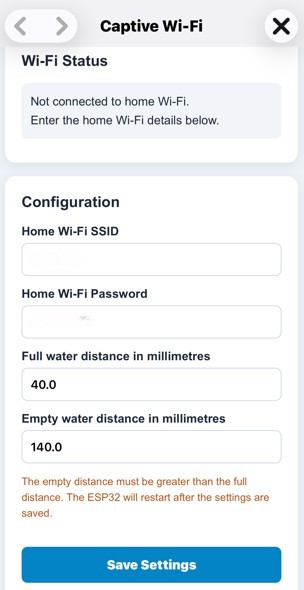 Captive Wi-Fi
Wi-Fi Status
Not connected to home Wi-Fi.
Enter the home Wi-Fi details below.
Configuration
Home Wi-Fi SSID
Home Wi-Fi Password
Full water distance in millimetres
40.0
Empty water distance in millimetres
140.0
The empty distance must be greater than the full
distance. The ESP32 will restart after the settings are
saved.
Save Settings